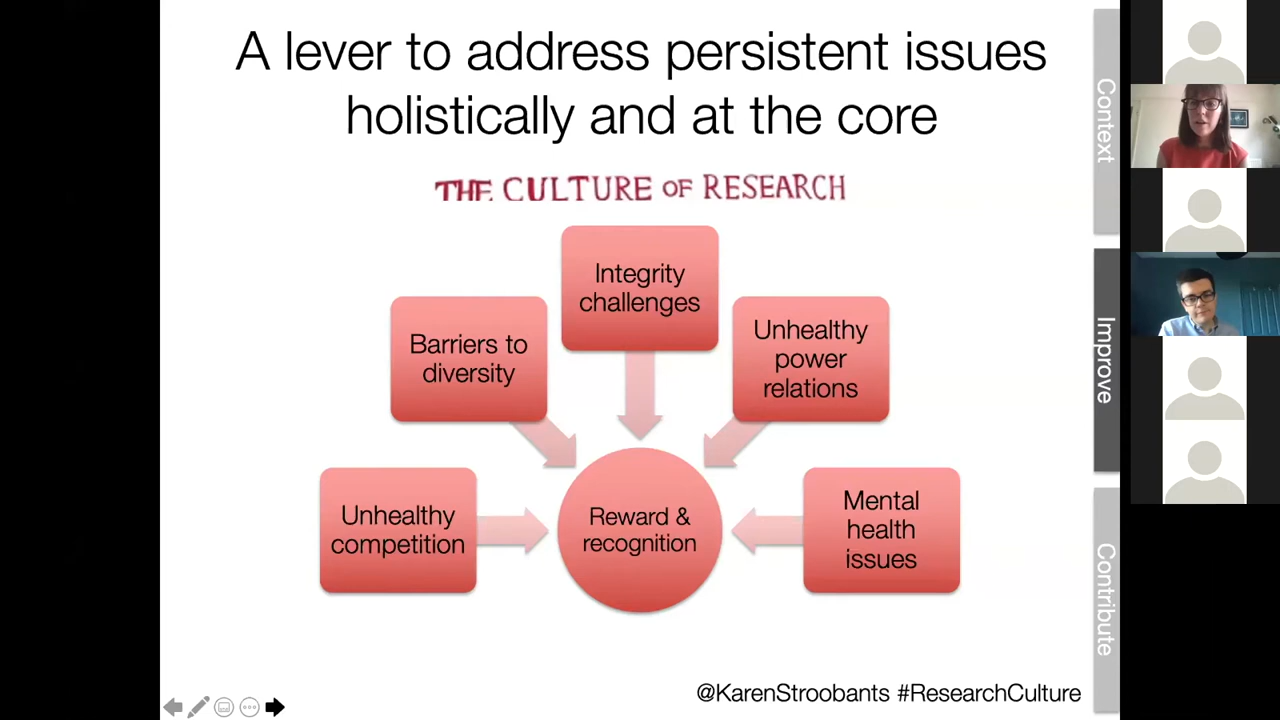 A lever to address persistent issues
holistically and at the core
THE CULTURE OF RESEARCH
Integrity
challenges
Barriers to
diversity
Unhealthy
power
relations
Unhealthy
competition
Reward &
recognition
Mental
health
issues
Context
Improve
Contribute
@KarenStroobants #ResearchCulture